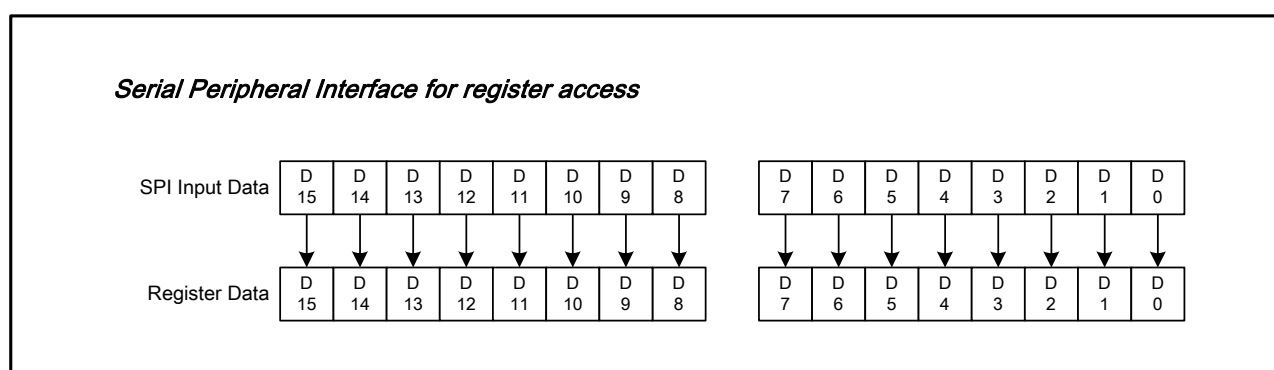 Serial Peripheral Interface for register access
SPI Input Data D 15 D 14 D 13 D 12 D 11 D 10 D 9 D 8 D 7 D 6 D 5 D 4 D 3 D 2 D 1 D 0
Register Data D 15 D 14 D 13 D 12 D 11 D 10 D 9 D 8 D 7 D 6 D 5 D 4 D 3 D 2 D 1 D 0